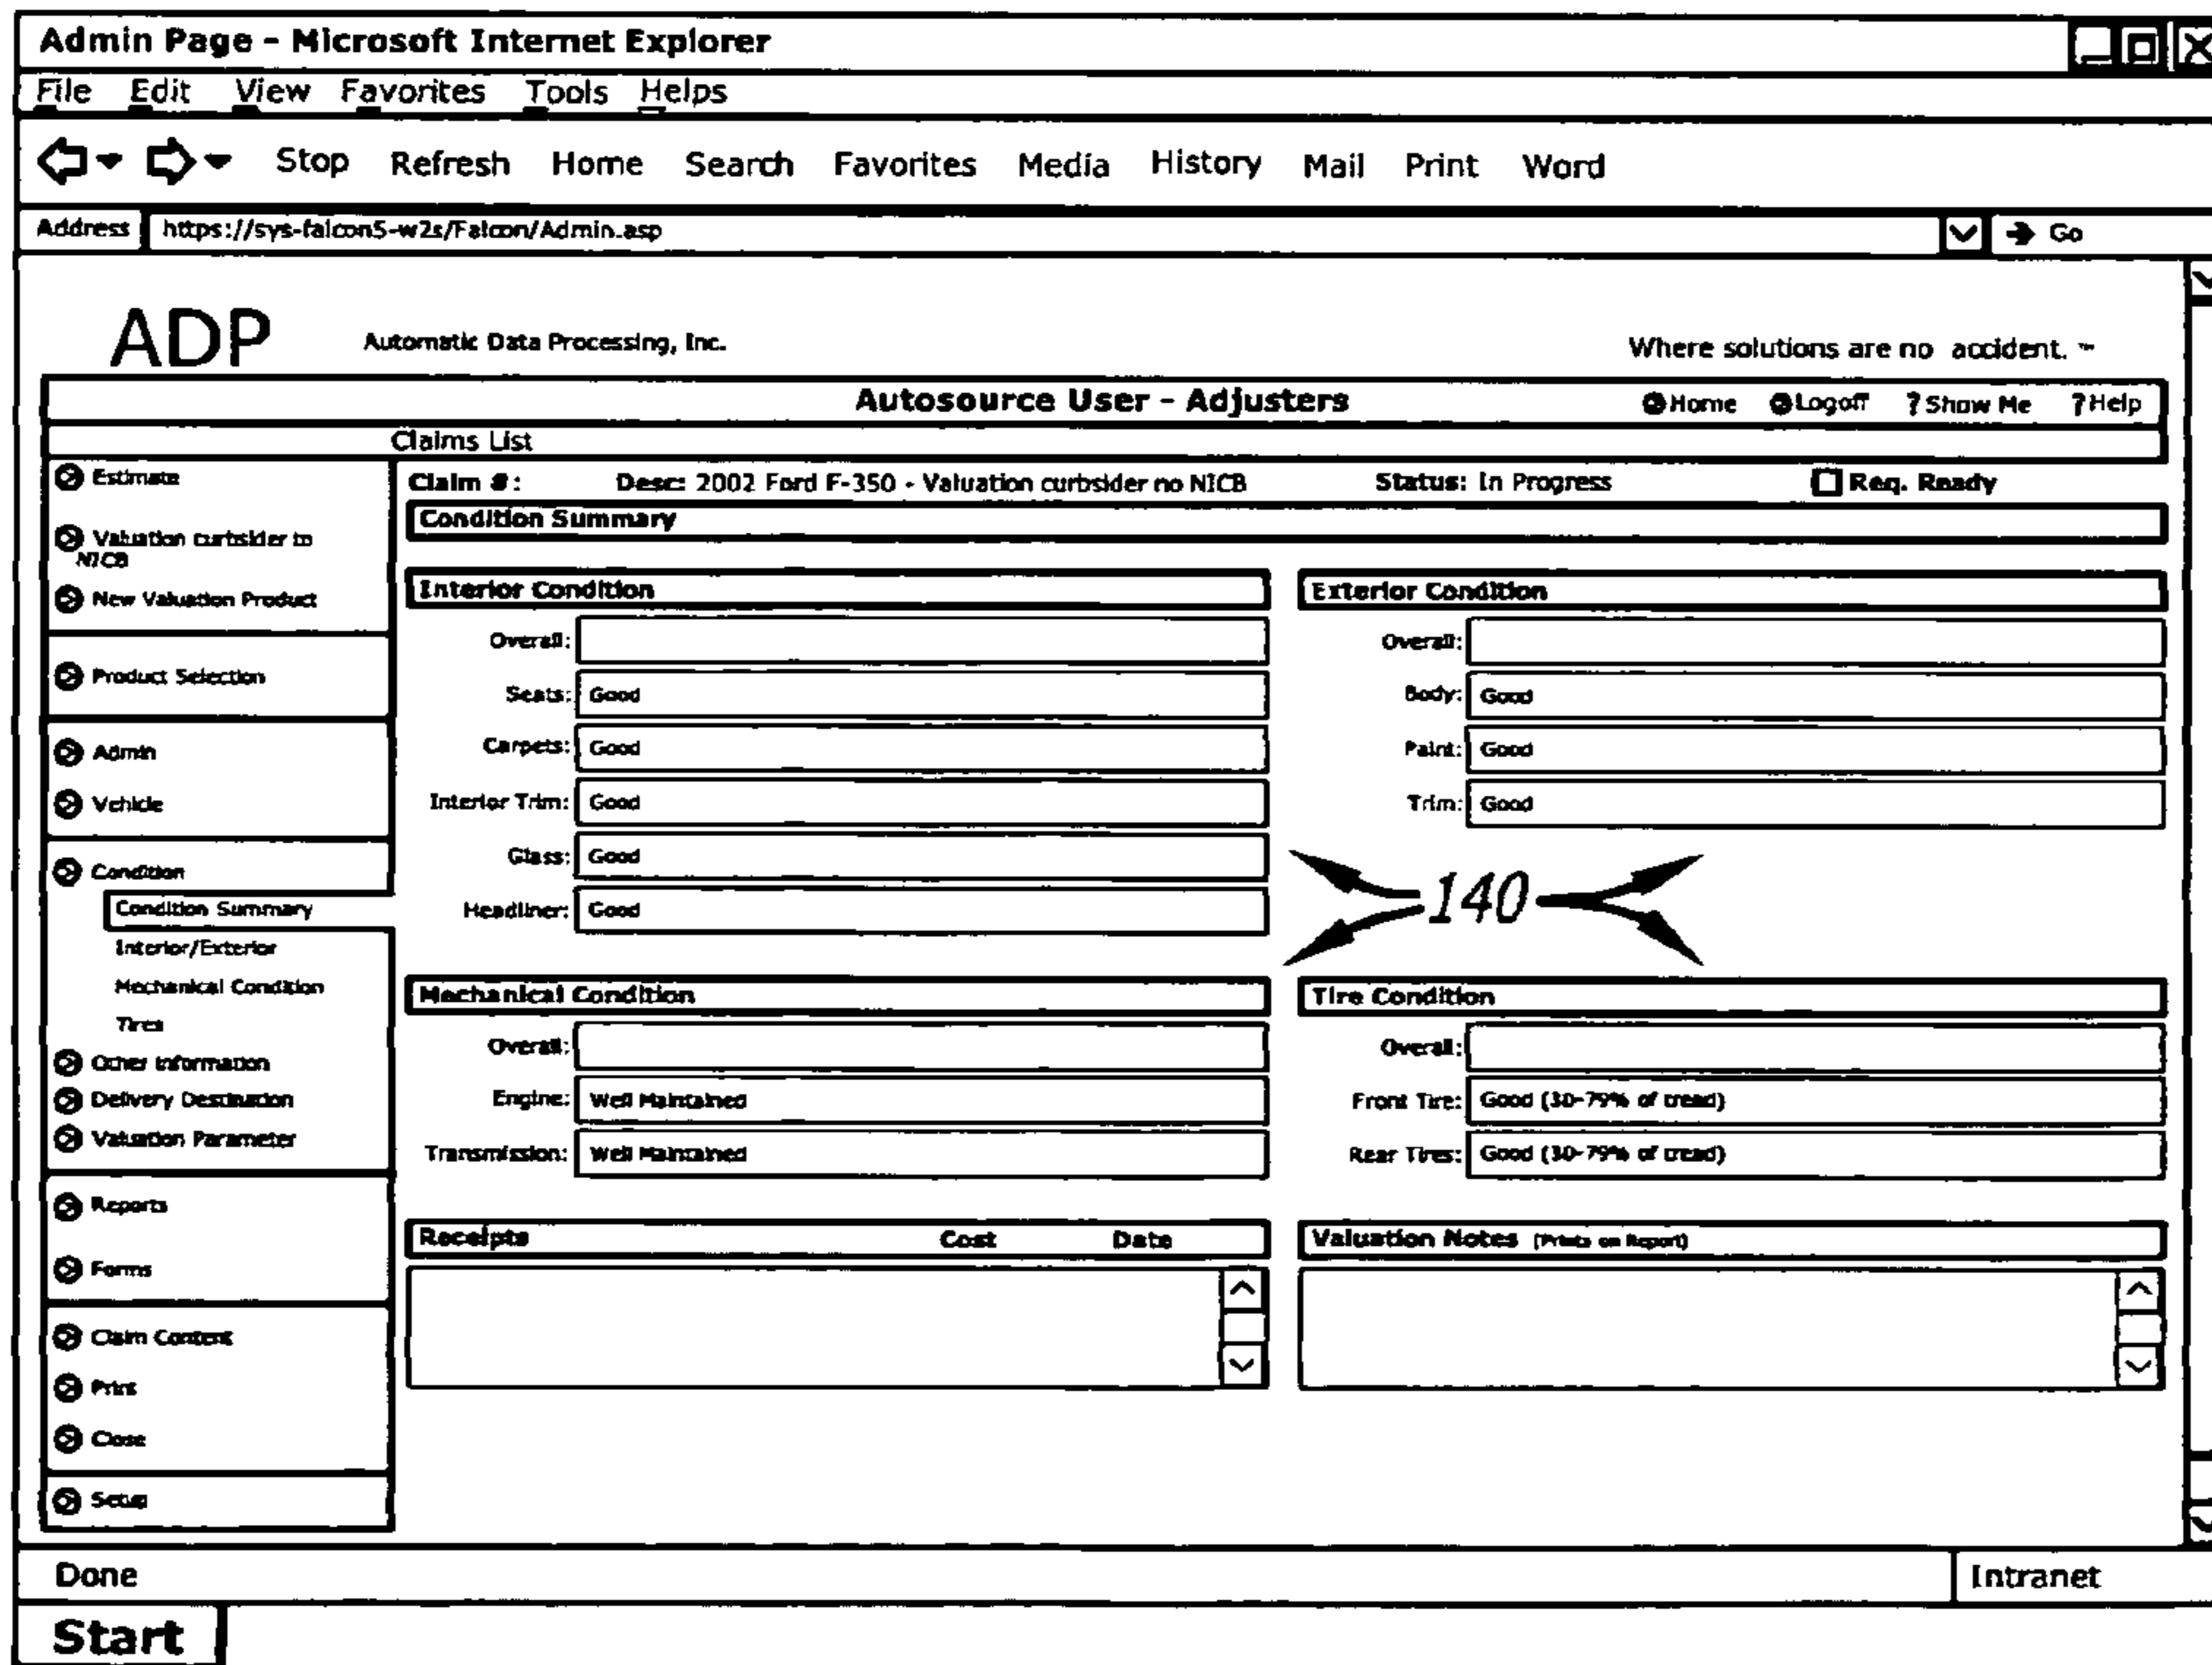 Admin Page - Microsoft Internet Explorer
File Edit View Favorites Tools Helps
Stop Refresh Home Search Favorites Media History Mail Print Word
Address https://sys-falcon5-w2s/Falcon/Admin.asp Go
ADP Automatic Data Processing, Inc. Where solutions are no accident. ™
Autosource User - Adjusters Home Logoff ? Show Me ? Help
Claims List
Estimate
Valuation curbsider to
NICB
New Valuation Product
Product Selection
Admin
Vehicle
Condition
Condition Summary
Interior/Exterior
Mechanical Condition
Tires
Other Information
Delivery Destination
Valuation Parameter
Reports
Forms
Claim Content
Print
Close
Setup
Claim #: Desc: 2002 Ford F-350 - Valuation curbsider no NICB Status: In Progress Req. Ready
Condition Summary
Interior Condition
Overall:
Seats: Good
Carpets: Good
Interior Trim: Good
Glass: Good
Headliner: Good
Exterior Condition
Overall:
Body: Good
Paint: Good
Trim: Good
140
Mechanical Condition
Overall:
Engine: Well Maintained
Transmission: Well Maintained
Tire Condition
Overall:
Front Tire: Good (30-79% of tread)
Rear Tires: Good (30-79% of tread)
Receipts Cost Date
Valuation Notes (Prints on Report)
Done Intranet
Start